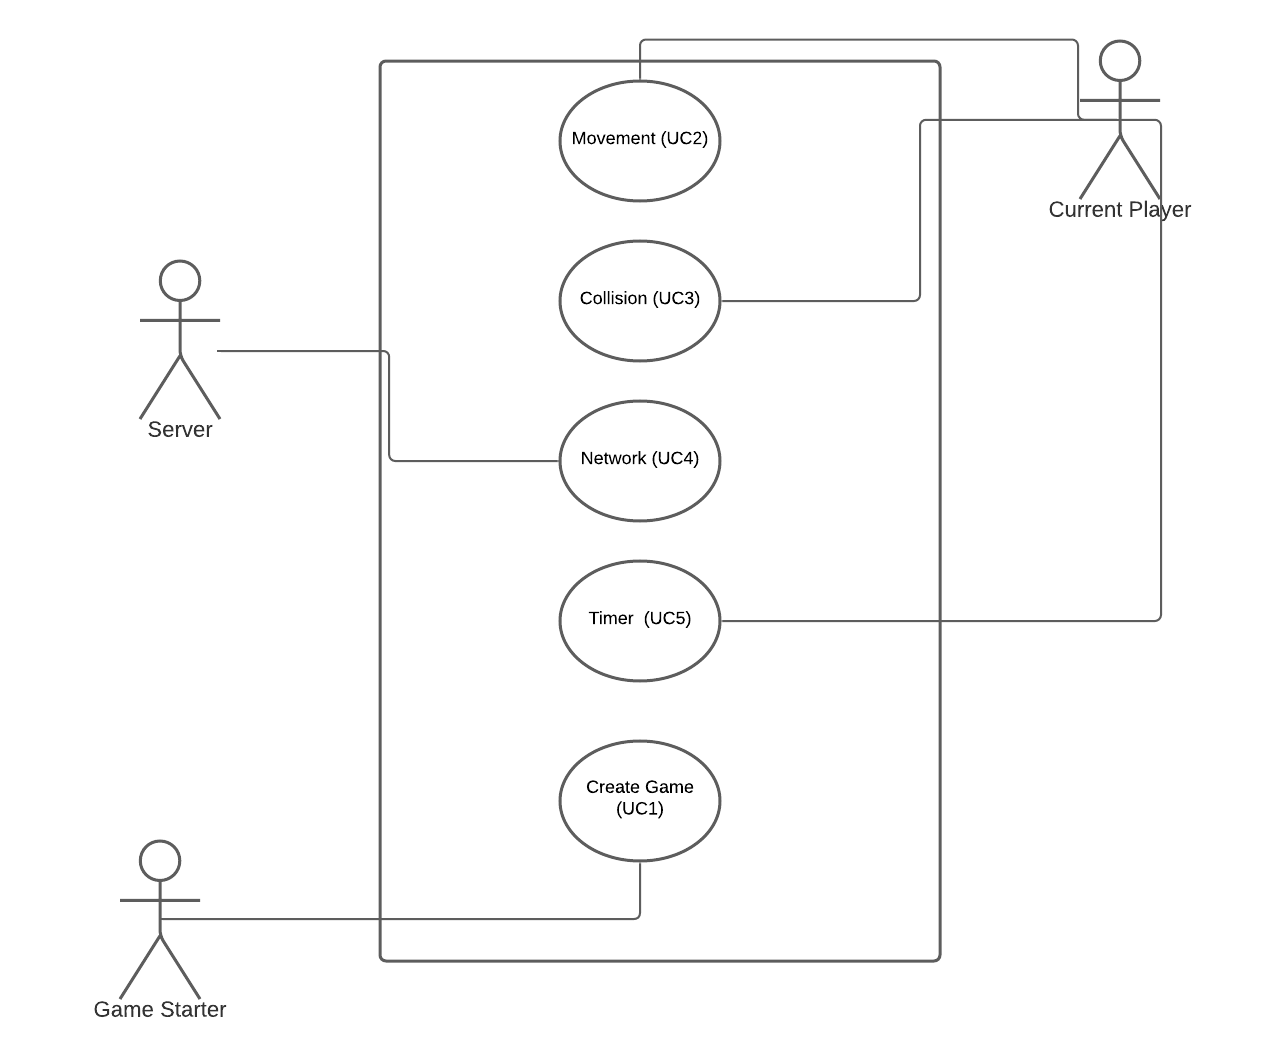 Movement (UC2)
Current Player
Collision (UC3)
Server
Network (UC4)
Timer  (UC5)
Create Game
(UC1)
Game Starter